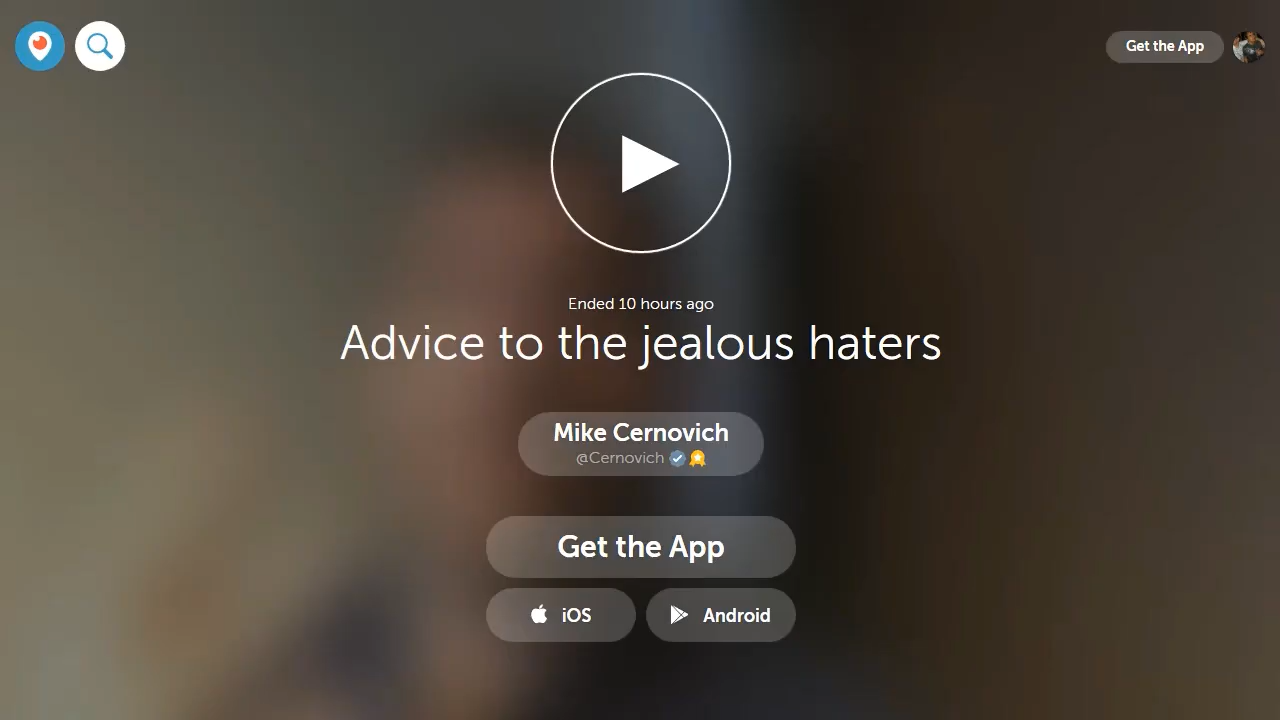 Get the App
Ended 10 hours ago
Advice to the jealous haters
Mike Cernovich
@Cernovich
Get the App
iOS
Android